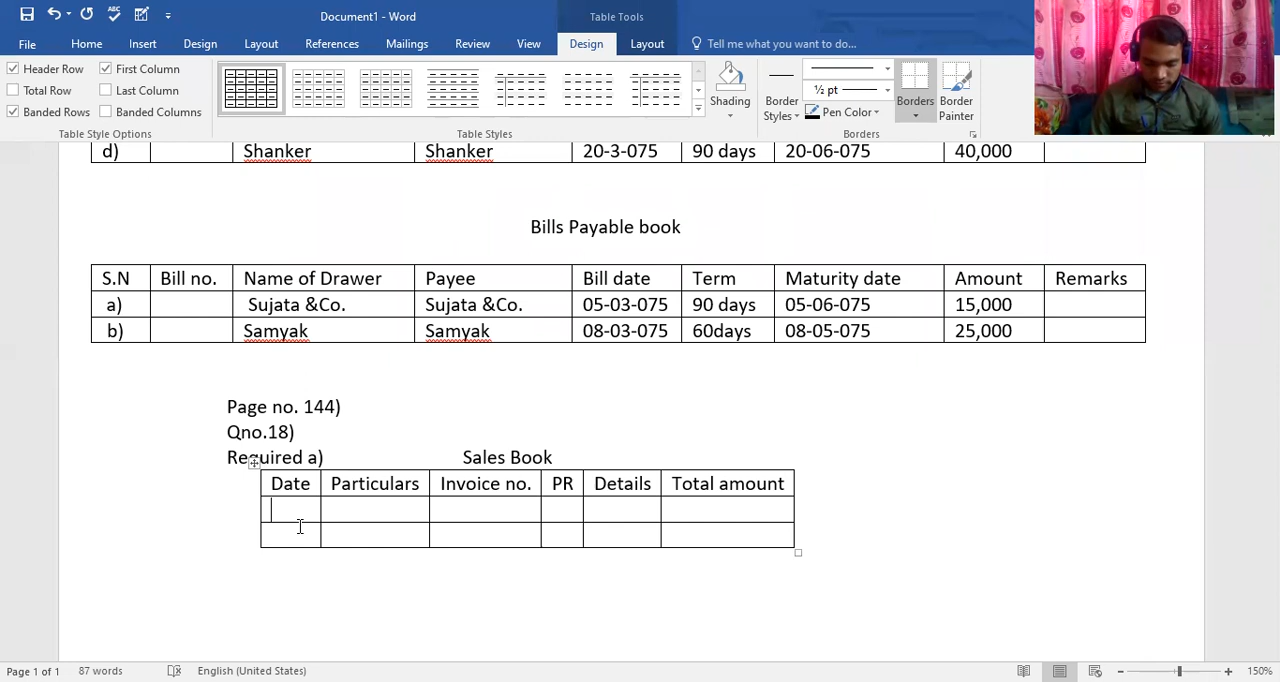 Document1 - Word
Table Tools
File Home Insert Design Layout References Mailings Review View Design Layout Tell me what you want to do...
Header Row First Column
Total Row Last Column
Banded Rows Banded Columns
Table Style Options
Table Styles
Shading
Border Styles
½ pt
Pen Color
Borders
Border Painter
Borders
d) Shanker Shanker 20-3-075 90 days 20-06-075 40,000
Bills Payable book
S.N Bill no. Name of Drawer Payee Bill date Term Maturity date Amount Remarks
a) Sujata &Co. Sujata &Co. 05-03-075 90 days 05-06-075 15,000
b) Samyak Samyak 08-03-075 60days 08-05-075 25,000
Page no. 144)
Qno.18)
Required a) Sales Book
Date Particulars Invoice no. PR Details Total amount
Page 1 of 1 87 words English (United States) 150%